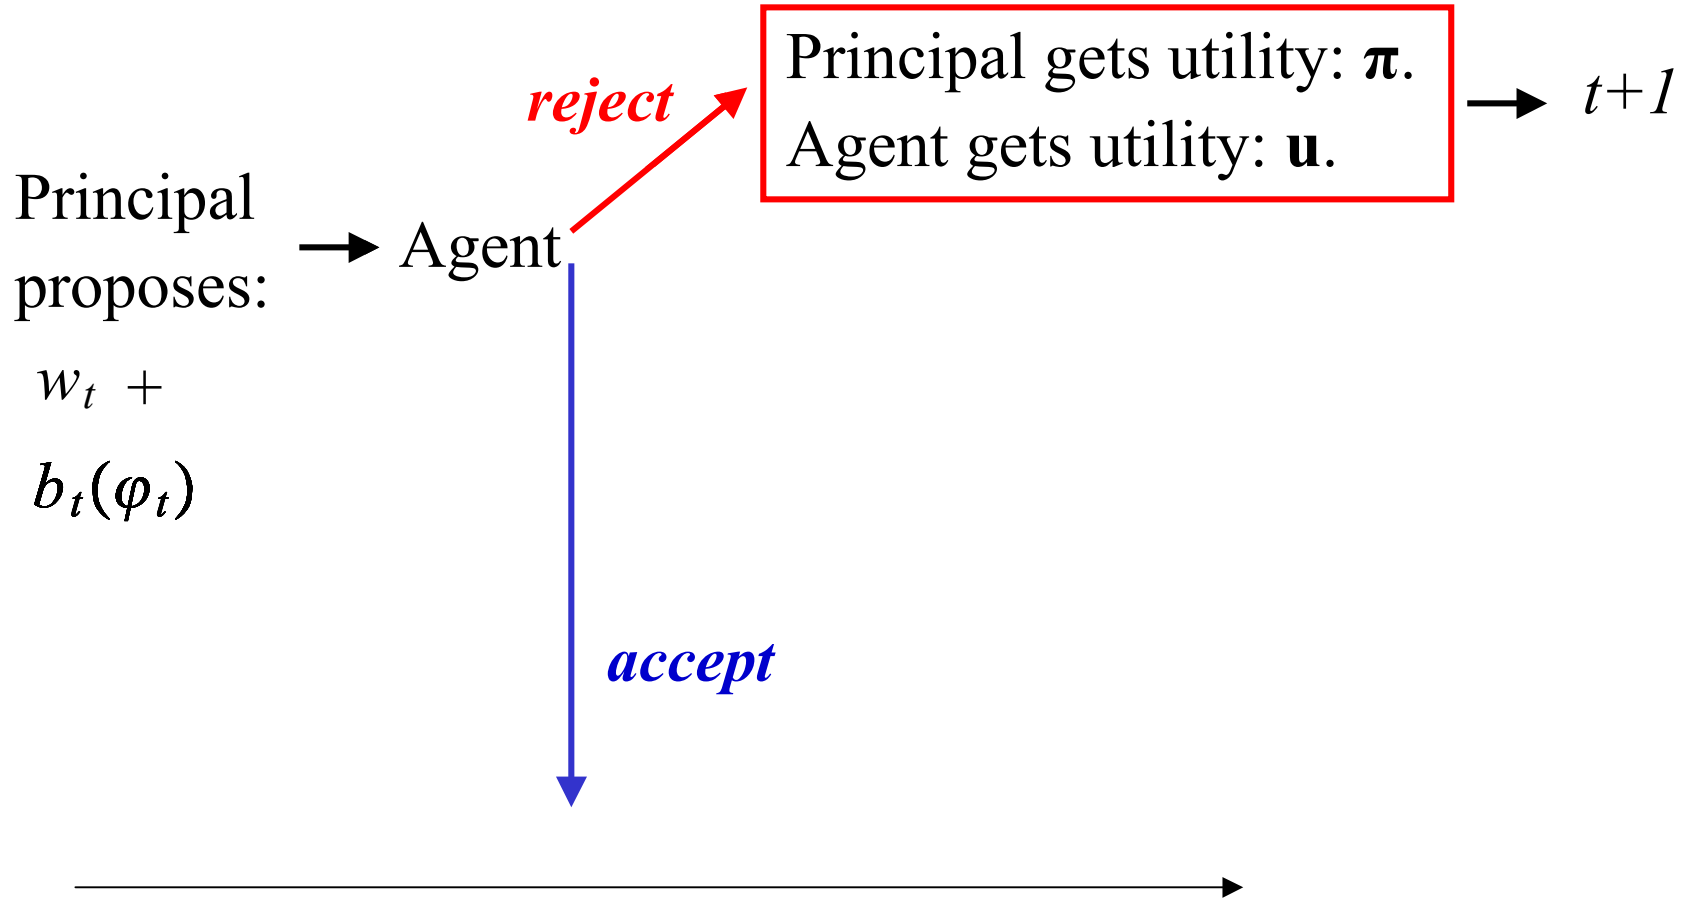 Principal gets utility: π.
Agent gets utility: u.
t+1
reject
Principal
proposes:
w_t +
b_t(φ_t)
Agent
accept